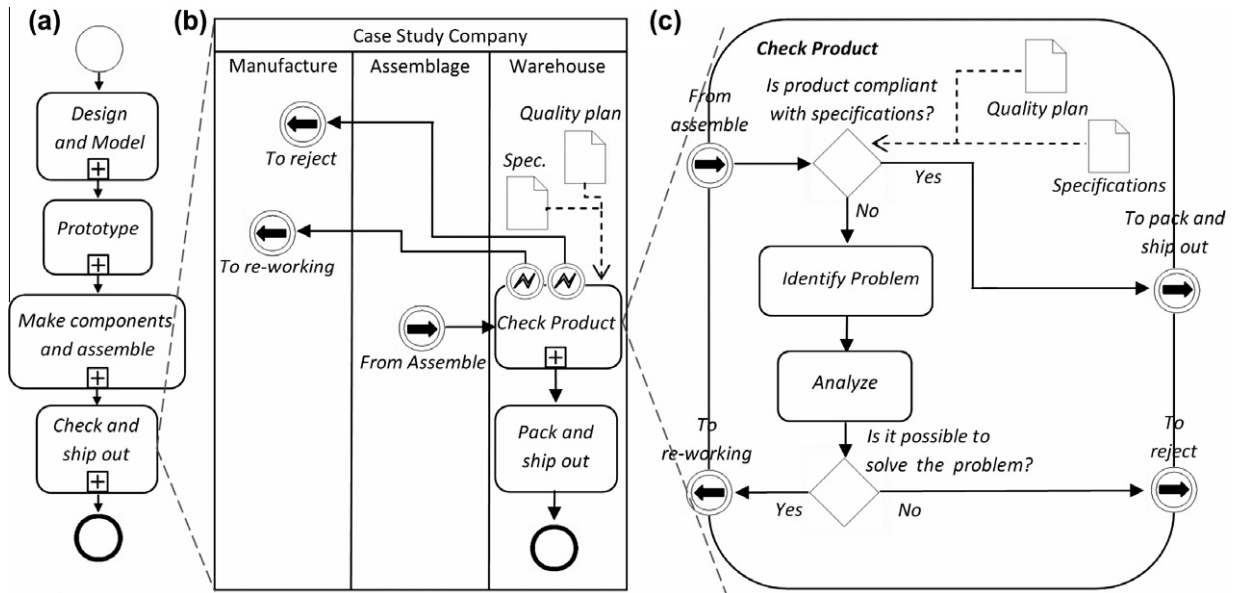 (a)
Design
and Model
Prototype
Make components
and assemble
Check and
ship out
(b)
Case Study Company
Manufacture
Assemblage
Warehouse
To reject
To re-working
From Assemble
Quality plan
Spec.
Check Product
Pack and
ship out
(c)
Check Product
Is product compliant
with specifications?
From
assemble
Quality plan
Specifications
Yes
No
To pack and
ship out
Identify Problem
Analyze
Is it possible to
solve the problem?
To
re-working
Yes
No
To
reject